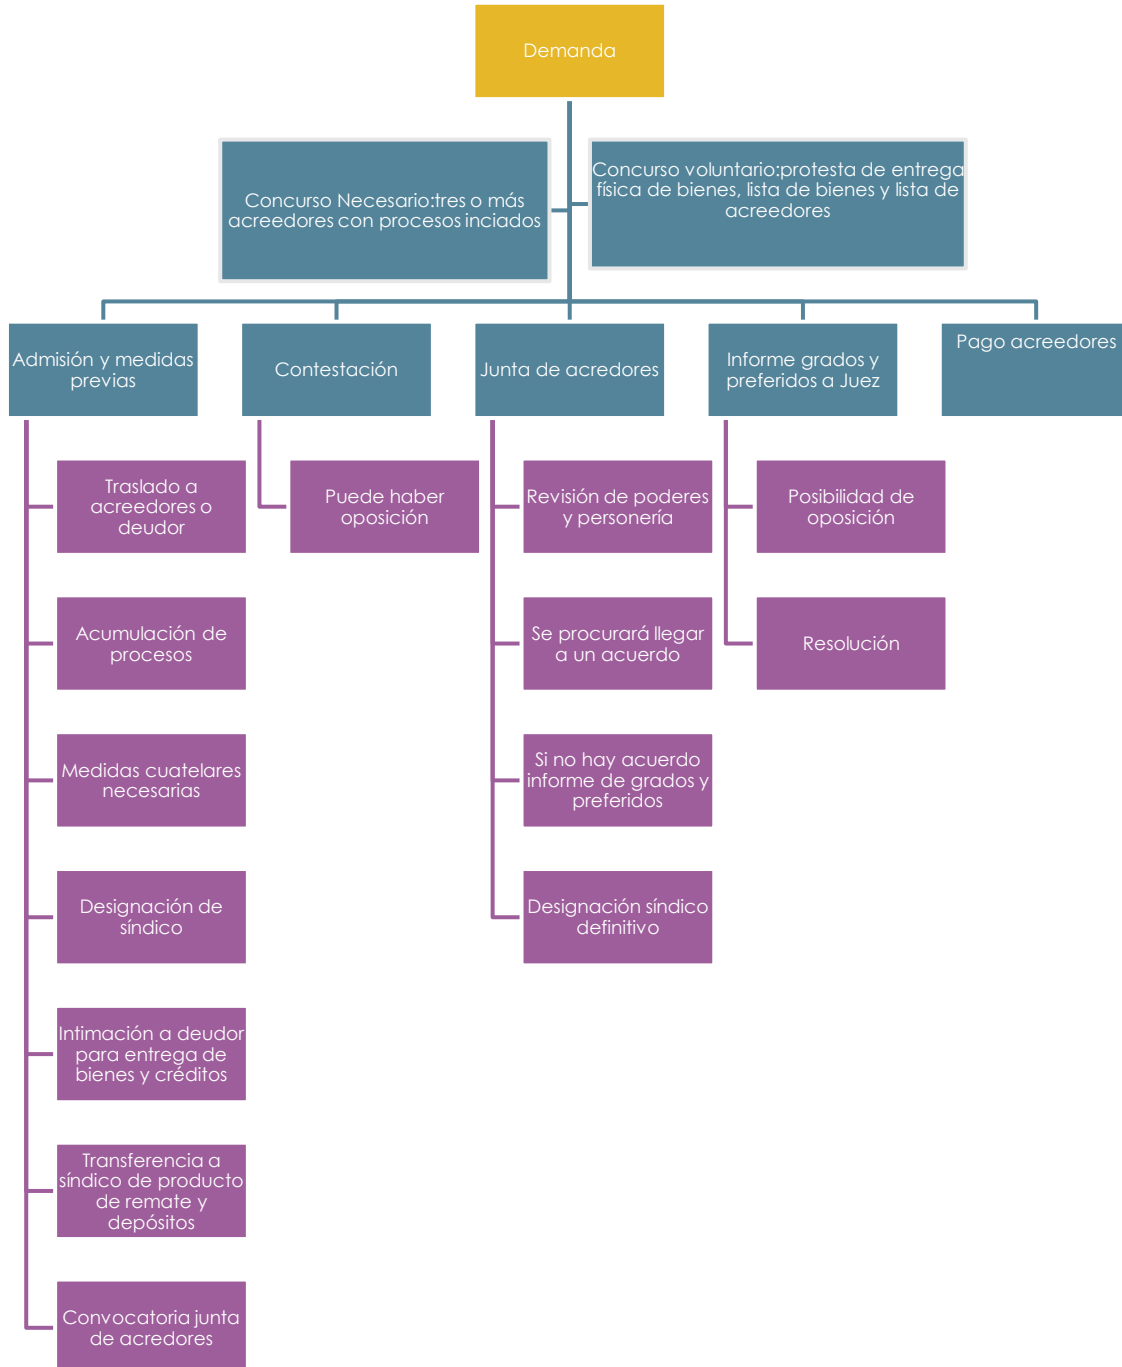 Demanda
Concurso Necesario:tres o más
acreedores con procesos inciados
Concurso voluntario:protesta de entrega
física de bienes, lista de bienes y lista de
acreedores
Admisión y medidas
previas
Contestación
Junta de acredores
Informe grados y
preferidos a Juez
Pago acreedores
Traslado a
acreedores o
deudor
Acumulación de
procesos
Medidas cuatelares
necesarias
Designación de
síndico
Intimación a deudor
para entrega de
bienes y créditos
Transferencia a
síndico de producto
de remate y
depósitos
Convocatoria junta
de acredores
Puede haber
oposición
Revisión de poderes
y personería
Se procurará llegar
a un acuerdo
Si no hay acuerdo
informe de grados y
preferidos
Designación síndico
definitivo
Posibilidad de
oposición
Resolución